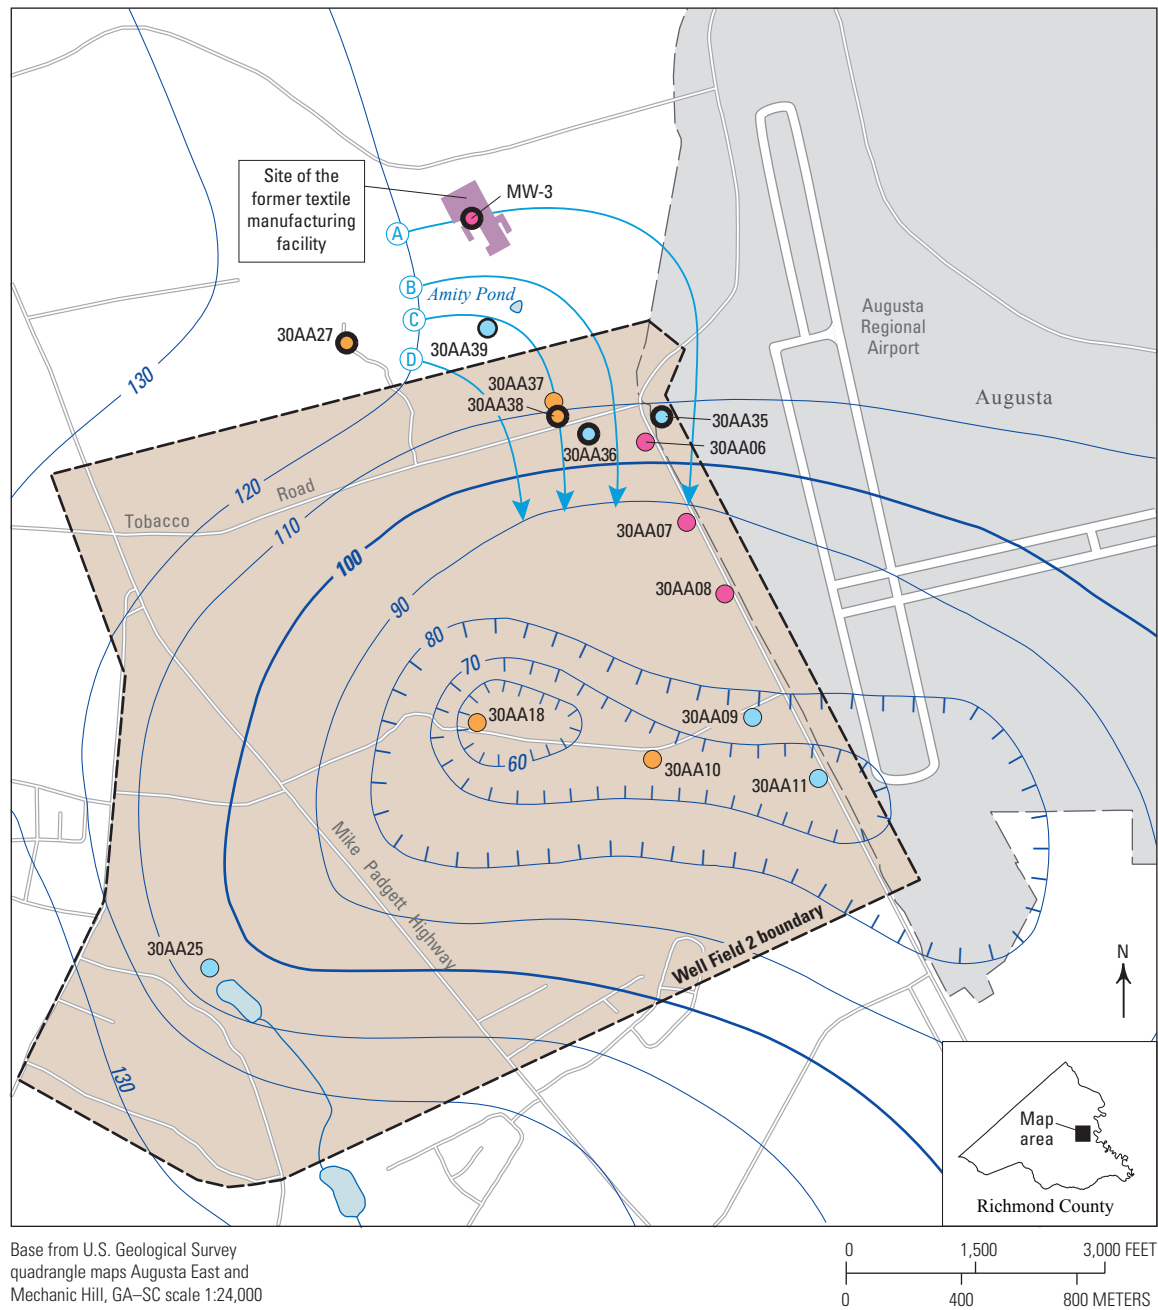 Site of the
former textile
manufacturing
facility
MW-3
A
B
Amity Pond
C
30AA27
30AA39
D
Augusta
Regional
Airport
130
30AA37
30AA38
Augusta
30AA35
30AA36
30AA06
120
Road
Tobacco
110
30AA07
100
30AA08
90
80
70
30AA18
30AA09
60
30AA10
30AA11
Mike Padgett Highway
Well Field 2 boundary
30AA25
N
130
Map
area
Richmond County
Base from U.S. Geological Survey
quadrangle maps Augusta East and
Mechanic Hill, GA–SC scale 1:24,000
0 1,500 3,000 FEET
0 400 800 METERS